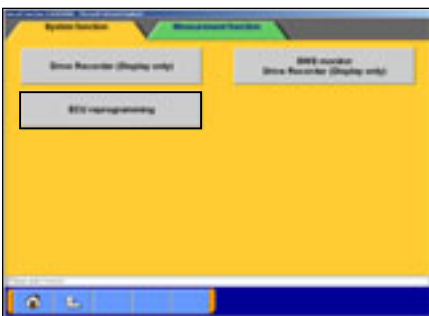 System function
Measurement function
Drive Recorder (Display only)
SWS monitor
Drive Recorder (Display only)
ECU reprogramming